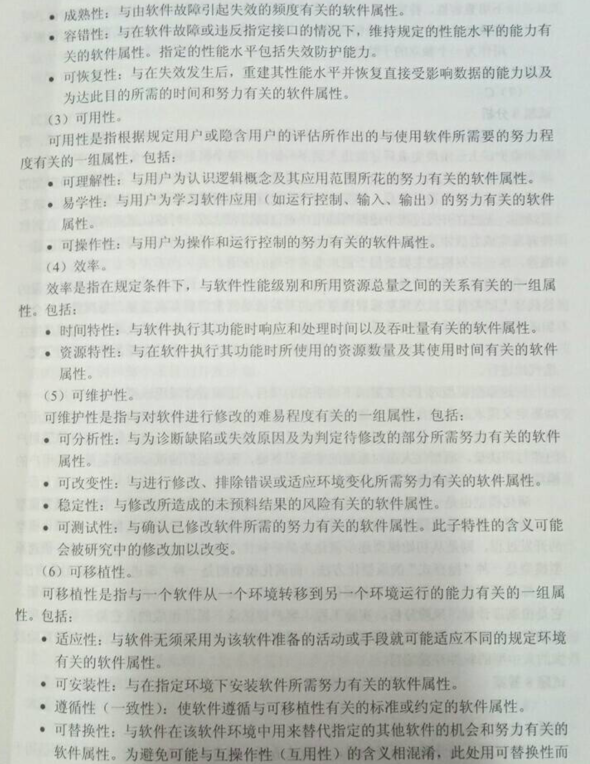 • 成熟性：与由软件故障引起失效的频度有关的软件属性。
• 容错性：与在软件故障或违反指定接口的情况下，维持规定的性能水平的能力有
关的软件属性。指定的性能水平包括失效防护能力。
• 可恢复性：与在失效发生后，重建其性能水平并恢复直接受影响数据的能力以及
为达此目的所需的时间和努力有关的软件属性。
（3）可用性。
可用性是指根据规定用户或隐含用户的评估所作出的与使用软件所需要的努力程
度有关的一组属性，包括：
• 可理解性：与用户为认识逻辑概念及其应用范围所花的努力有关的软件属性。
• 易学性：与用户为学习软件应用（如运行控制、输入、输出）的努力有关的软件
属性。
• 可操作性：与用户为操作和运行控制的努力有关的软件属性。
（4）效率。
效率是指在规定条件下，与软件性能级别和所用资源总量之间的关系有关的一组属
性。包括：
• 时间特性：与软件执行其功能时响应和处理时间以及吞吐量有关的软件属性。
• 资源特性：与在软件执行其功能时所使用的资源数量及其使用时间有关的软件
属性。
（5）可维护性。
可维护性是指与对软件进行修改的难易程度有关的一组属性，包括：
• 可分析性：与为诊断缺陷或失效原因及为判定待修改的部分所需努力有关的软件
属性。
• 可改变性：与进行修改、排除错误或适应环境变化所需努力有关的软件属性。
• 稳定性：与修改所造成的未预料结果的风险有关的软件属性。
• 可测试性：与确认已修改软件所需的努力有关的软件属性。此子特性的含义可能
会被研究中的修改加以改变。
（6）可移植性。
可移植性是指与一个软件从一个环境转移到另一个环境运行的能力有关的一组属
性。包括：
• 适应性：与软件无须采用为该软件准备的活动或手段就可能适应不同的规定环境
有关的软件属性。
• 可安装性：与在指定环境下安装软件所需努力有关的软件属性。
• 遵循性（一致性）：使软件遵循与可移植性有关的标准或约定的软件属性。
• 可替换性：与软件在该软件环境中用来替代指定的其他软件的机会和努力有关的
软件属性。为避免可能与互操作性（互用性）的含义相混淆，此处用可替换性而